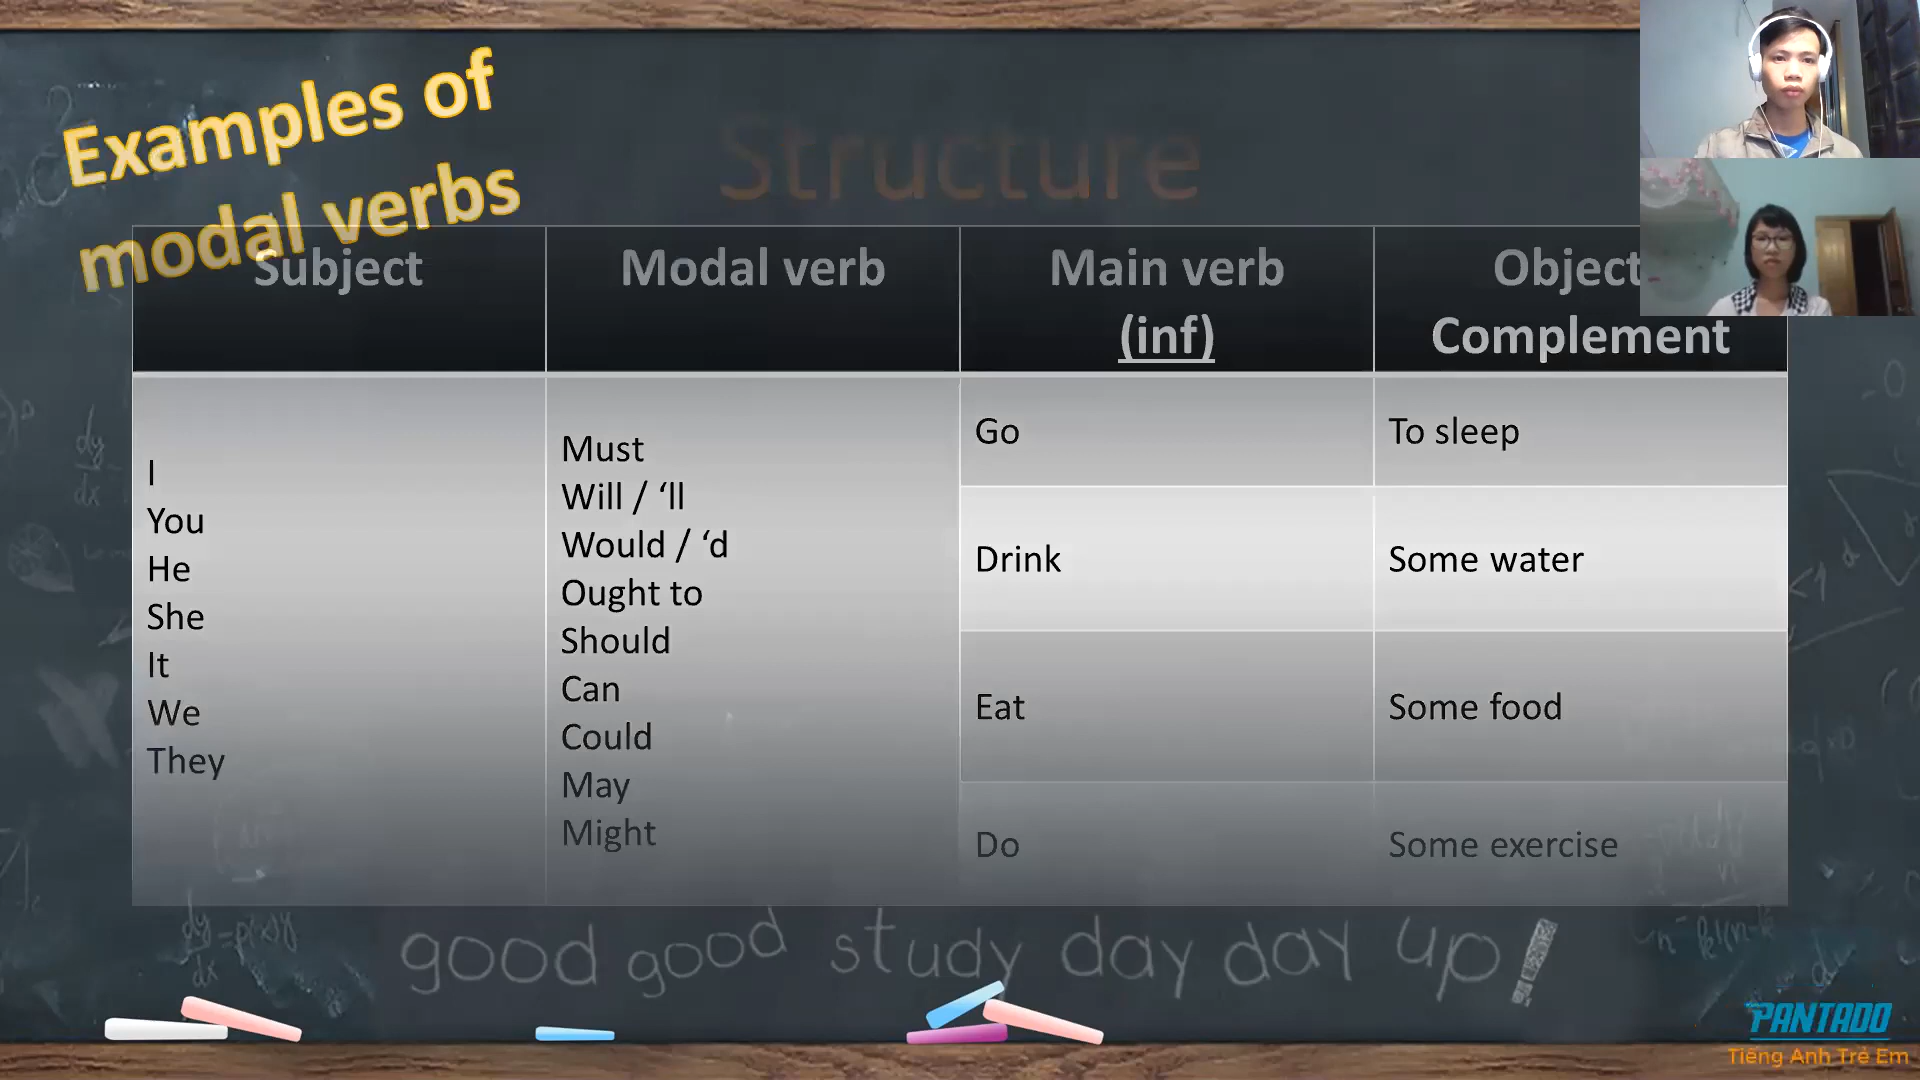 Examples of
modal verbs
Structure
Subject
Modal verb
Main verb
(inf)
Object
Complement
I
You
He
She
It
We
They
Must
Will / ‘ll
Would / ‘d
Ought to
Should
Can
Could
May
Might
Go
To sleep
Drink
Some water
Eat
Some food
Do
Some exercise
good good study day day up!
PANTADO
Tiếng Anh Trẻ Em